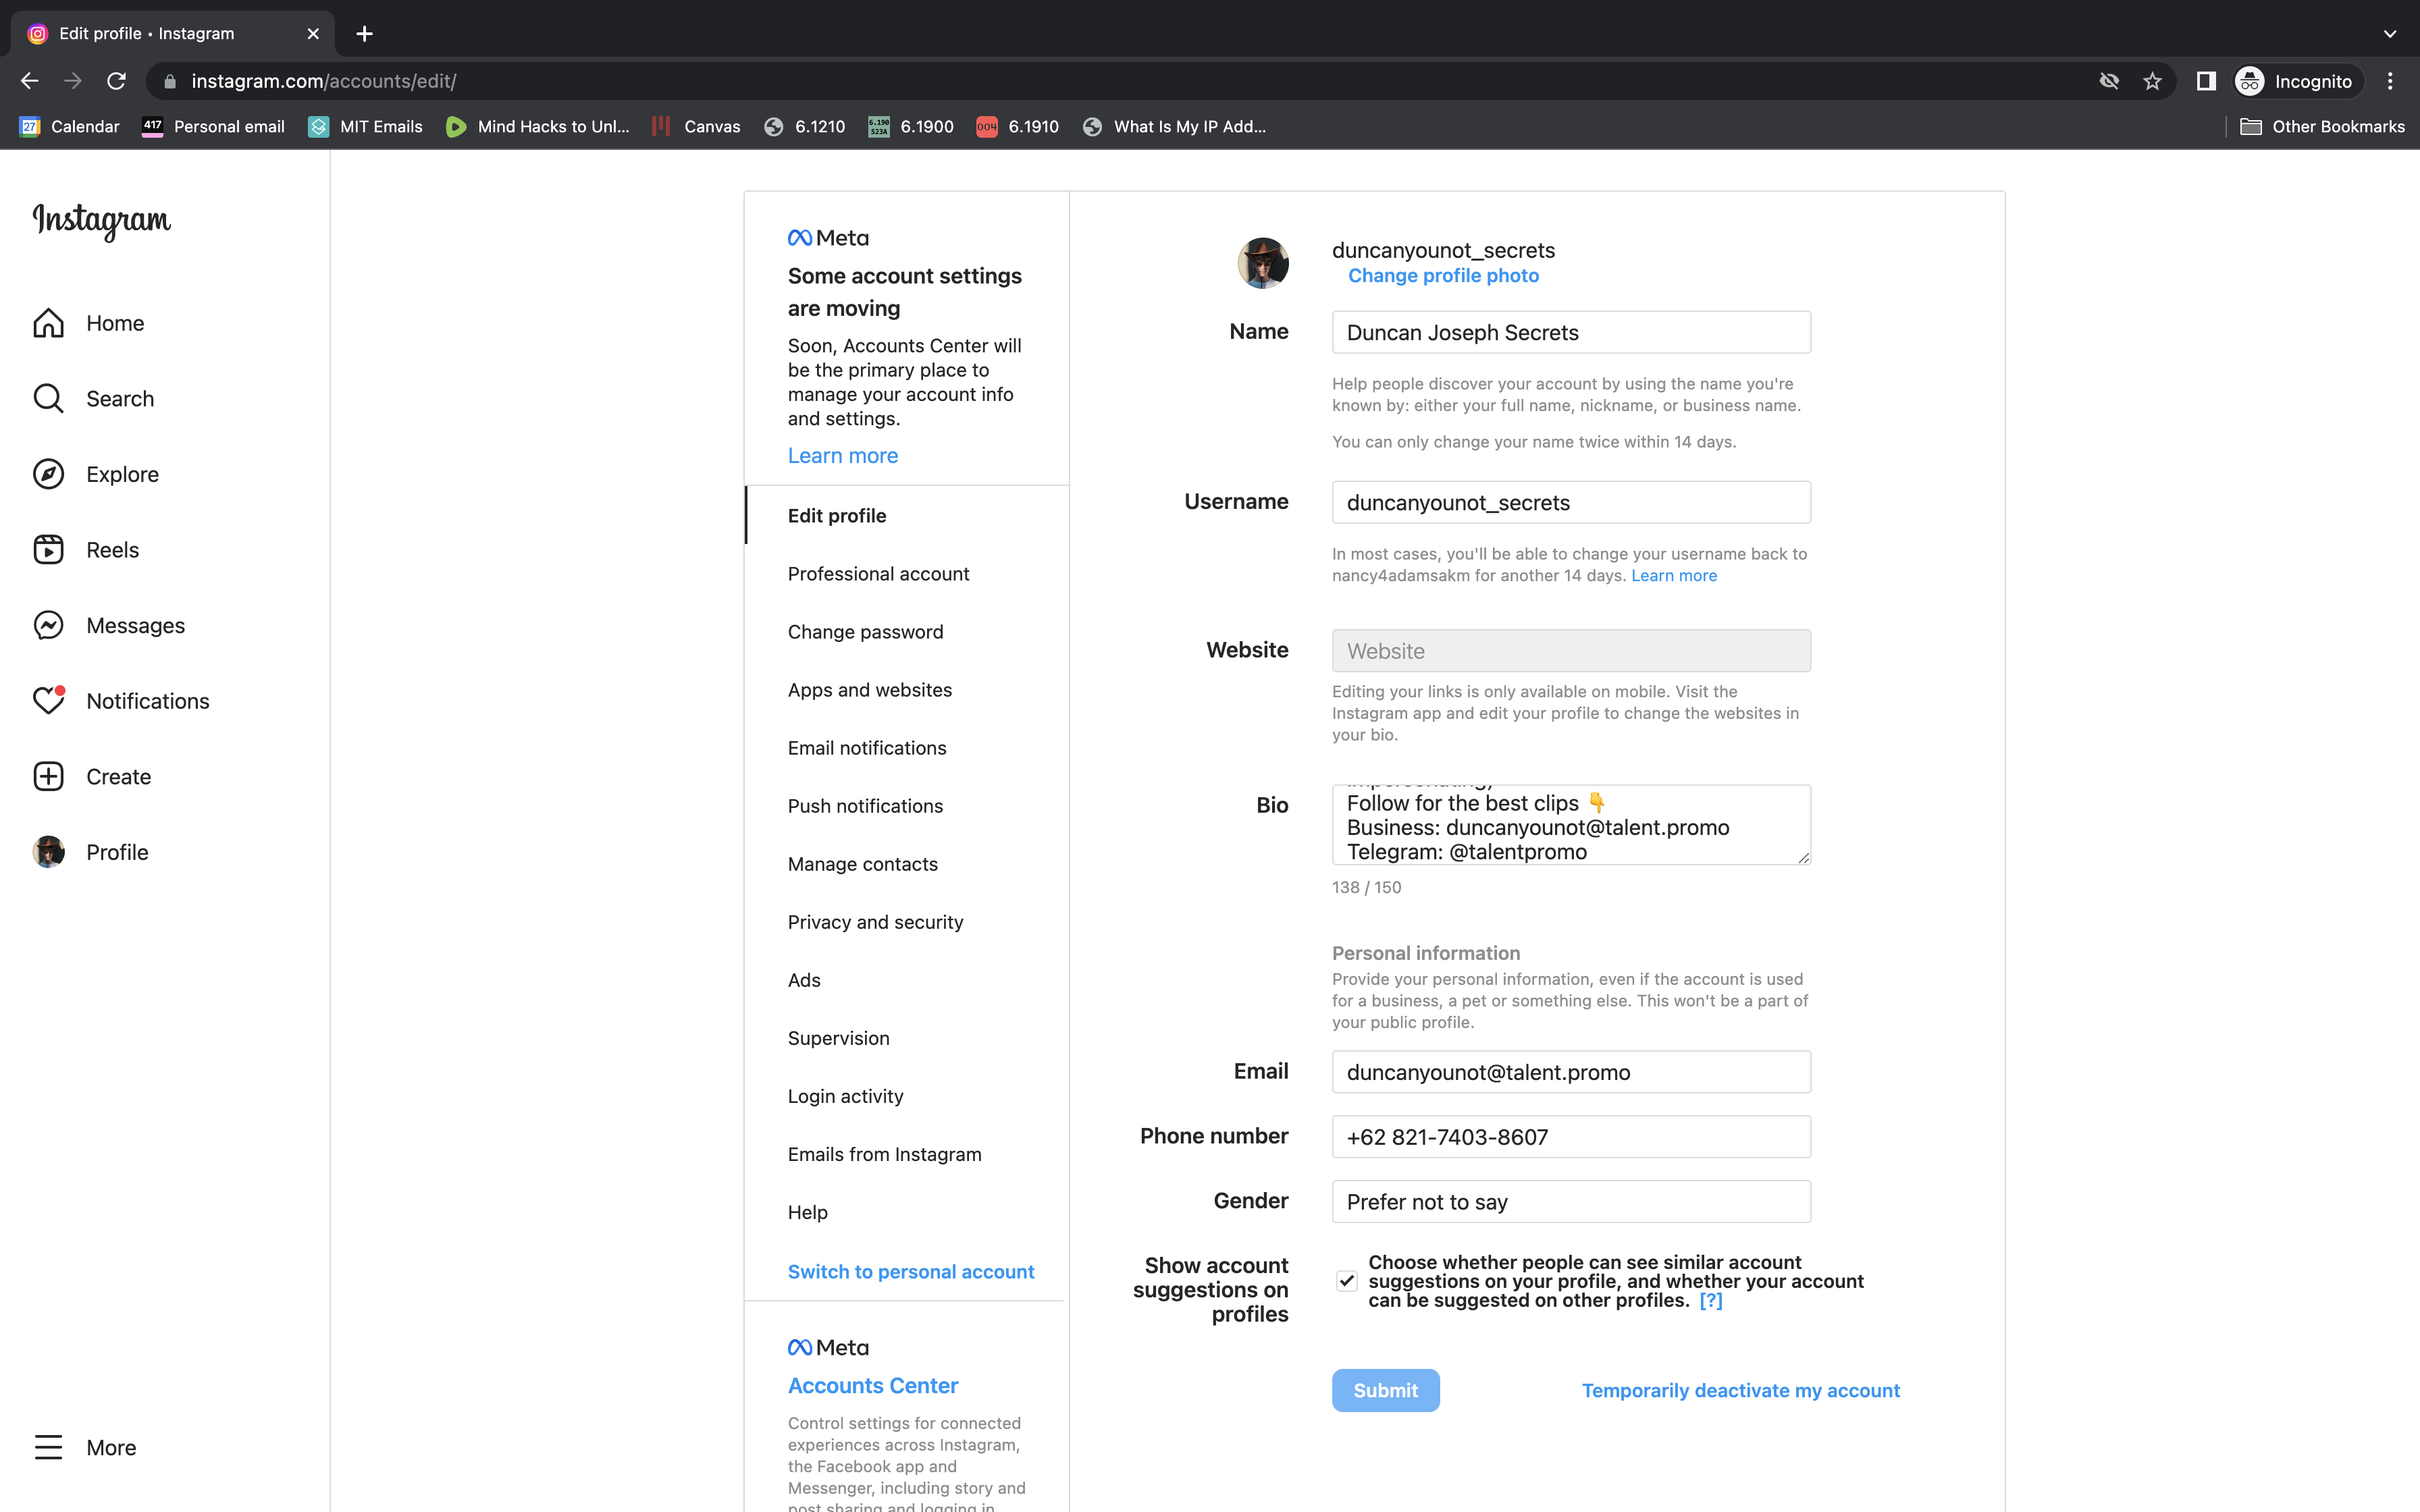 Edit profile • Instagram
instagram.com/accounts/edit/
Incognito
27 Calendar
417 Personal email
MIT Emails
Mind Hacks to Unl...
Canvas
6.1210
6.190 S23A 6.1900
004 6.1910
What Is My IP Add...
Other Bookmarks
Instagram
Home
Search
Explore
Reels
Messages
Notifications
Create
Profile
More
Meta
Some account settings
are moving
Soon, Accounts Center will
be the primary place to
manage your account info
and settings.
Learn more
Edit profile
Professional account
Change password
Apps and websites
Email notifications
Push notifications
Manage contacts
Privacy and security
Ads
Supervision
Login activity
Emails from Instagram
Help
Switch to personal account
Meta
Accounts Center
Control settings for connected
experiences across Instagram,
the Facebook app and
Messenger, including story and
post sharing and logging in.
duncanyounot_secrets
Change profile photo
Name
Duncan Joseph Secrets
Help people discover your account by using the name you're
known by: either your full name, nickname, or business name.
You can only change your name twice within 14 days.
Username
duncanyounot_secrets
In most cases, you'll be able to change your username back to
nancy4adamsakm for another 14 days. Learn more
Website
Website
Editing your links is only available on mobile. Visit the
Instagram app and edit your profile to change the websites in
your bio.
Bio
impersonating)
Follow for the best clips 👇
Business: duncanyounot@talent.promo
Telegram: @talentpromo
138 / 150
Personal information
Provide your personal information, even if the account is used
for a business, a pet or something else. This won't be a part of
your public profile.
Email
duncanyounot@talent.promo
Phone number
+62 821-7403-8607
Gender
Prefer not to say
Show account
suggestions on
profiles
Choose whether people can see similar account
suggestions on your profile, and whether your account
can be suggested on other profiles. [?]
Submit
Temporarily deactivate my account